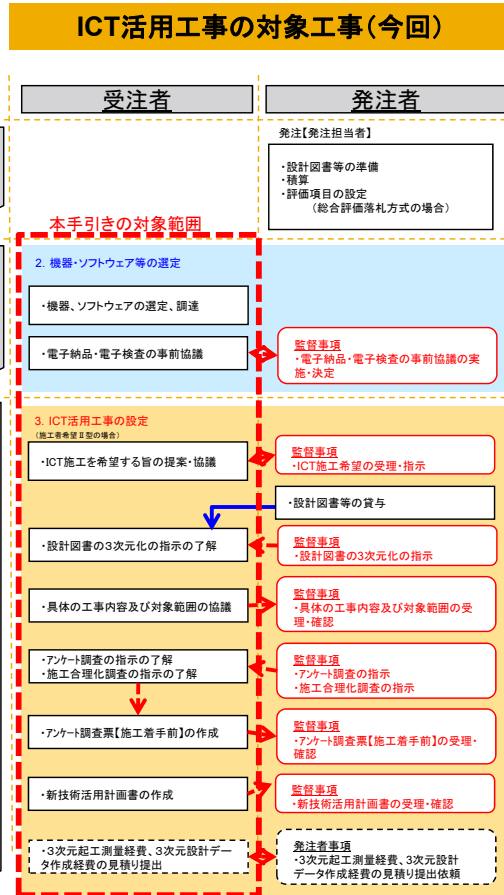 ICT活用工事の対象工事（今回）
受注者
発注者
発注【発注担当者】
・設計図書等の準備
・積算
・評価項目の設定
（総合評価落札方式の場合）
本手引きの対象範囲
2. 機器・ソフトウェア等の選定
・機器、ソフトウェアの選定、調達
・電子納品・電子検査の事前協議
監督事項
・電子納品・電子検査の事前協議の実
施・決定
3. ICT活用工事の設定
（施工者希望Ⅱ型の場合）
・ICT施工を希望する旨の提案・協議
監督事項
・ICT施工希望の受理・指示
・設計図書等の貸与
・設計図書の3次元化の指示の了解
監督事項
・設計図書の3次元化の指示
・具体の工事内容及び対象範囲の協議
監督事項
・具体の工事内容及び対象範囲の受
理・確認
・アンケート調査の指示の了解
・施工合理化調査の指示の了解
監督事項
・アンケート調査の指示
・施工合理化調査の指示
・アンケート調査票【施工着手前】の作成
監督事項
・アンケート調査票【施工着手前】の受理・
確認
・新技術活用計画書の作成
監督事項
・新技術活用計画書の受理・確認
・3次元起工測量経費、3次元設計デー
タ作成経費の見積り提出
発注者事項
・3次元起工測量経費、3次元設計
データ作成経費の見積り提出依頼